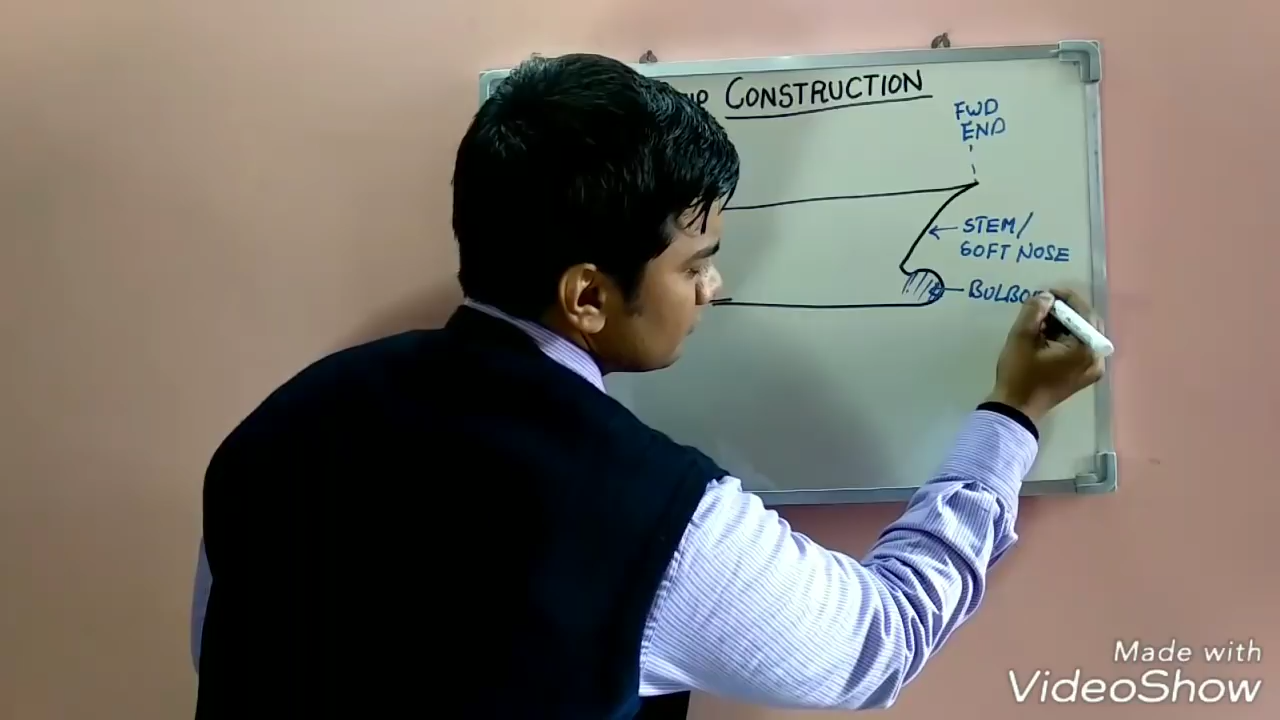 CONSTRUCTION
FWD
END
STEM/
SOFT NOSE
Made with
VideoShow